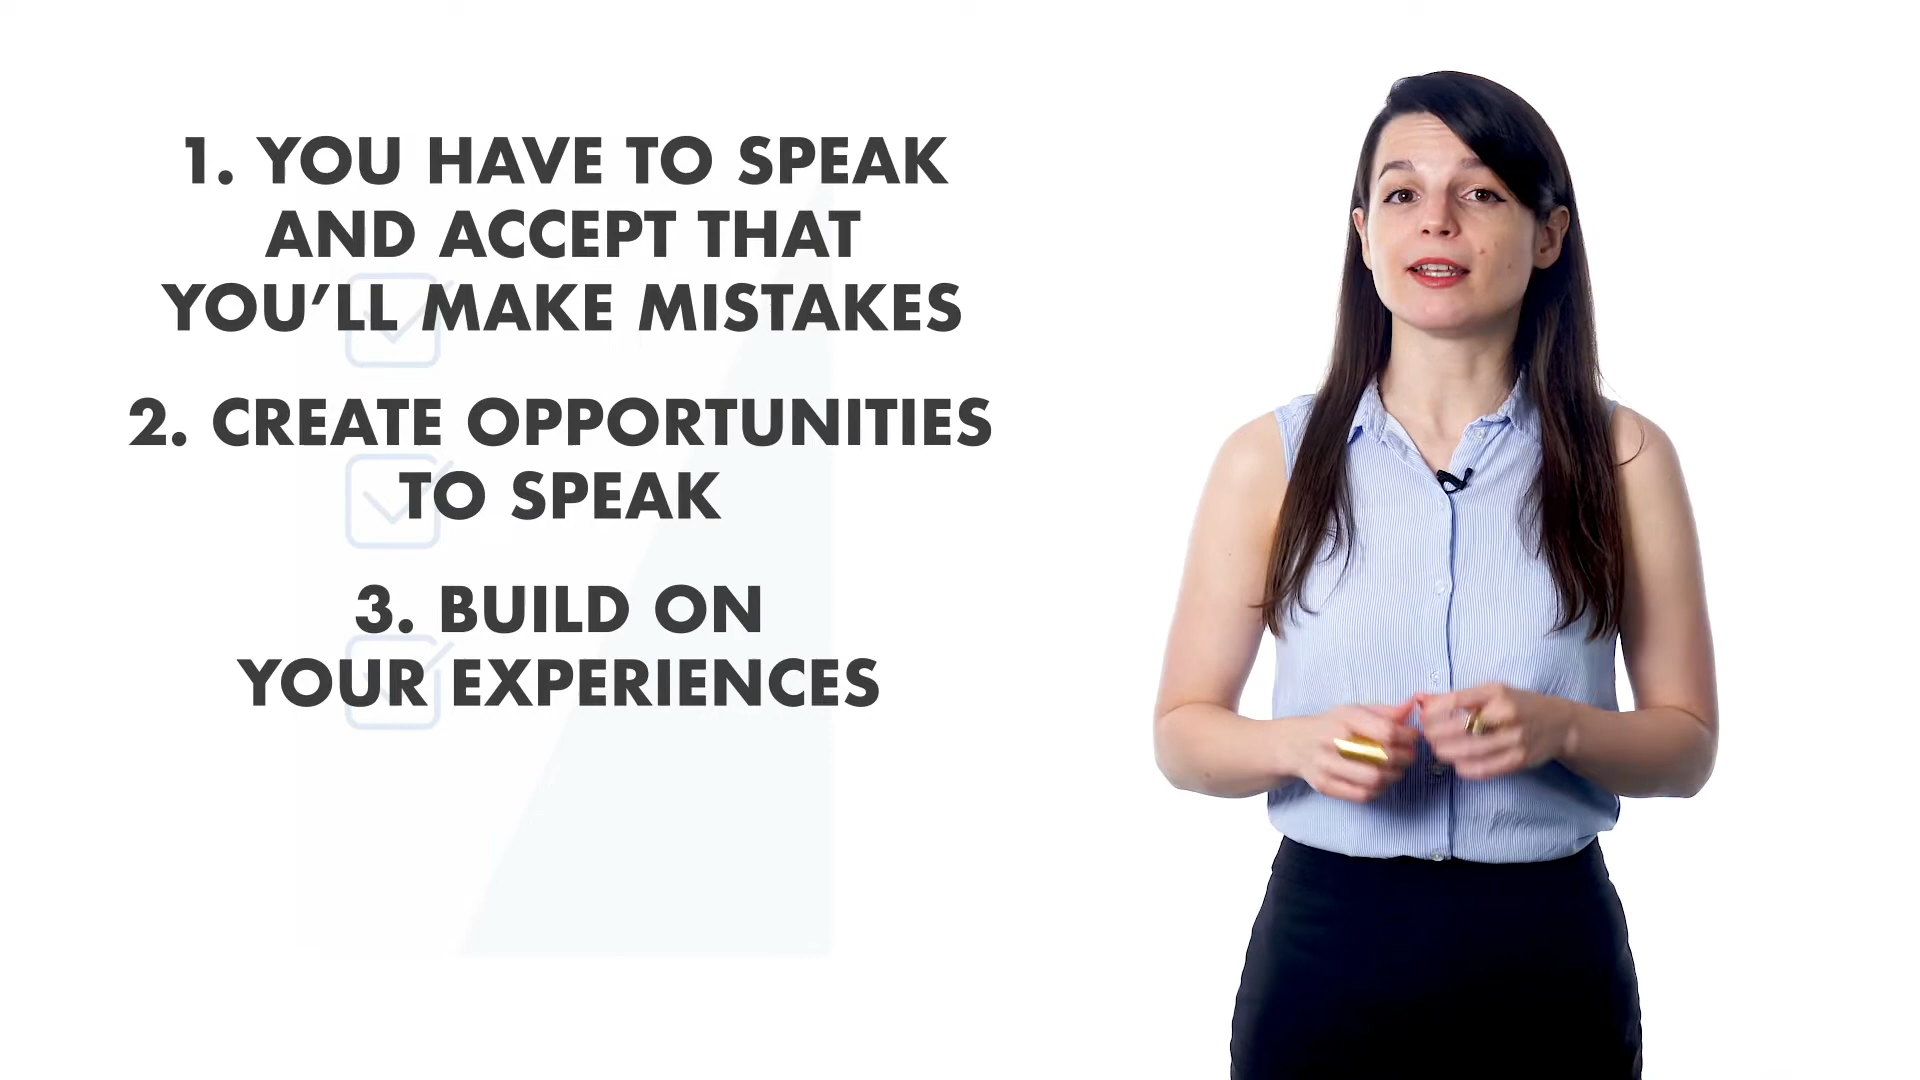 1. YOU HAVE TO SPEAK
AND ACCEPT THAT
YOU’LL MAKE MISTAKES
2. CREATE OPPORTUNITIES
TO SPEAK
3. BUILD ON
YOUR EXPERIENCES